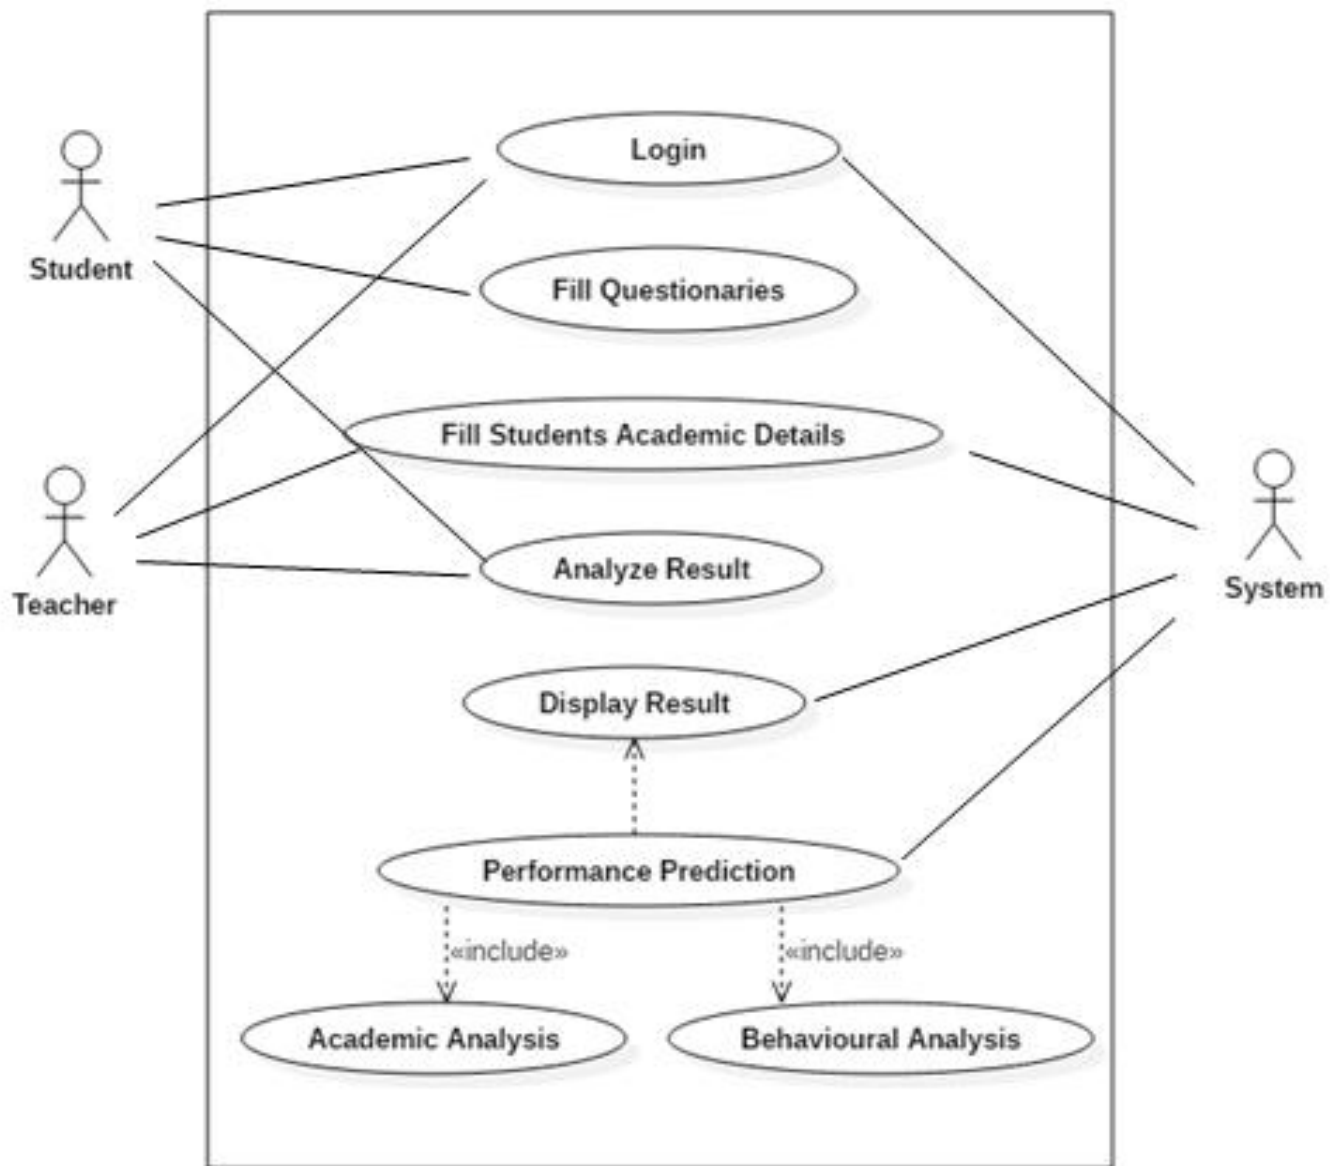 Login
Student
Fill Questionaries
Fill Students Academic Details
Teacher
Analyze Result
System
Display Result
Performance Prediction
«include»
«include»
Academic Analysis
Behavioural Analysis